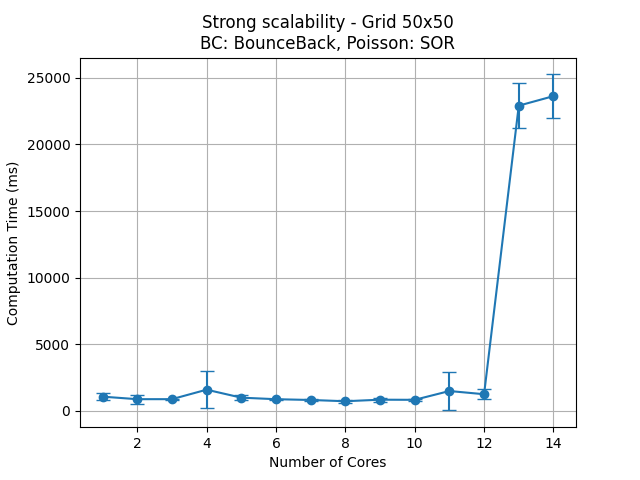 Strong scalability - Grid 50x50
BC: BounceBack, Poisson: SOR
Computation Time (ms)
25000
20000
15000
10000
5000
0
2 4 6 8 10 12 14
Number of Cores